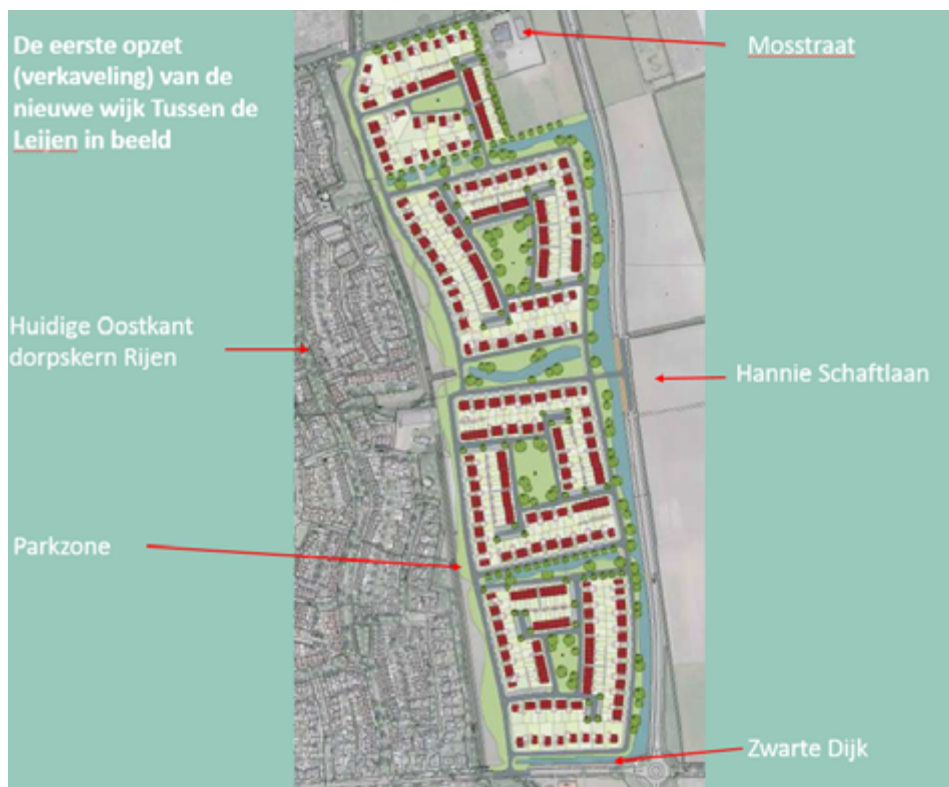 De eerste opzet
(verkaveling) van de
nieuwe wijk Tussen de
Leijen in beeld
Mosstraat
Huidige Oostkant
dorpskern Rijen
Hannie Schaftlaan
Parkzone
Zwarte Dijk